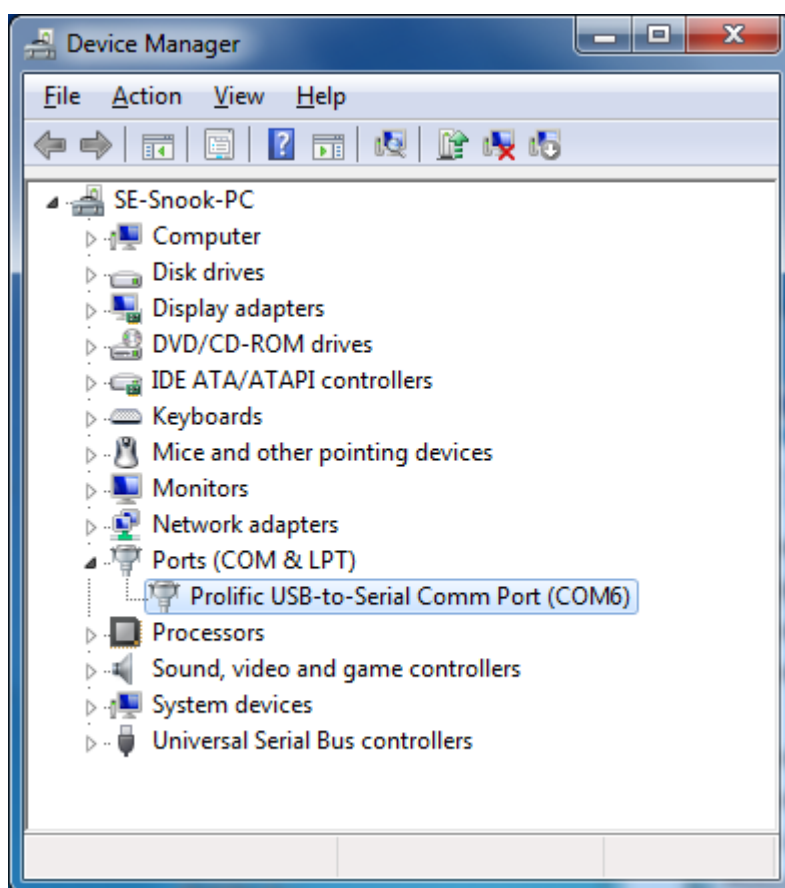 Device Manager
File Action View Help
SE-Snook-PC
Computer
Disk drives
Display adapters
DVD/CD-ROM drives
IDE ATA/ATAPI controllers
Keyboards
Mice and other pointing devices
Monitors
Network adapters
Ports (COM & LPT)
Prolific USB-to-Serial Comm Port (COM6)
Processors
Sound, video and game controllers
System devices
Universal Serial Bus controllers